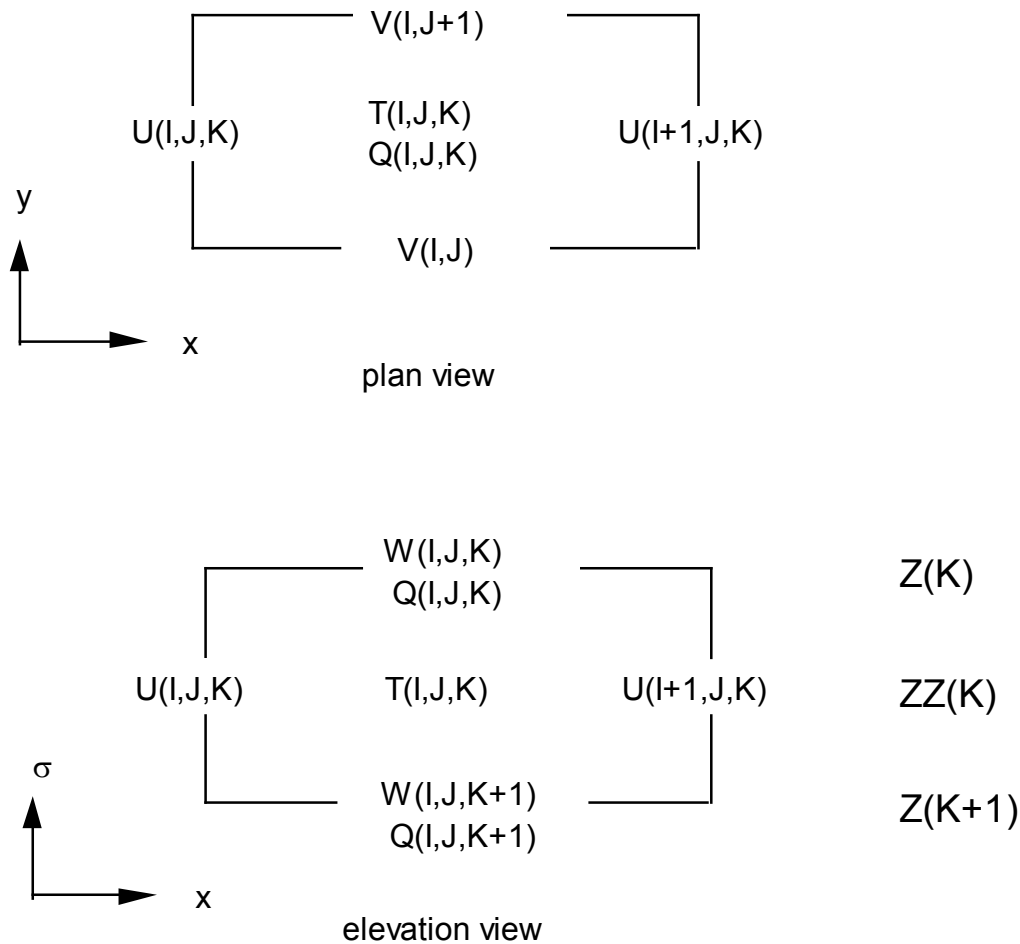 V(I,J+1)
T(I,J,K)
U(I,J,K)
U(I+1,J,K)
Q(I,J,K)
y
V(I,J)
x
plan view
W(I,J,K)
Q(I,J,K)
Z(K)
U(I,J,K)
T(I,J,K)
U(I+1,J,K)
ZZ(K)
σ
W(I,J,K+1)
Q(I,J,K+1)
Z(K+1)
x
elevation view